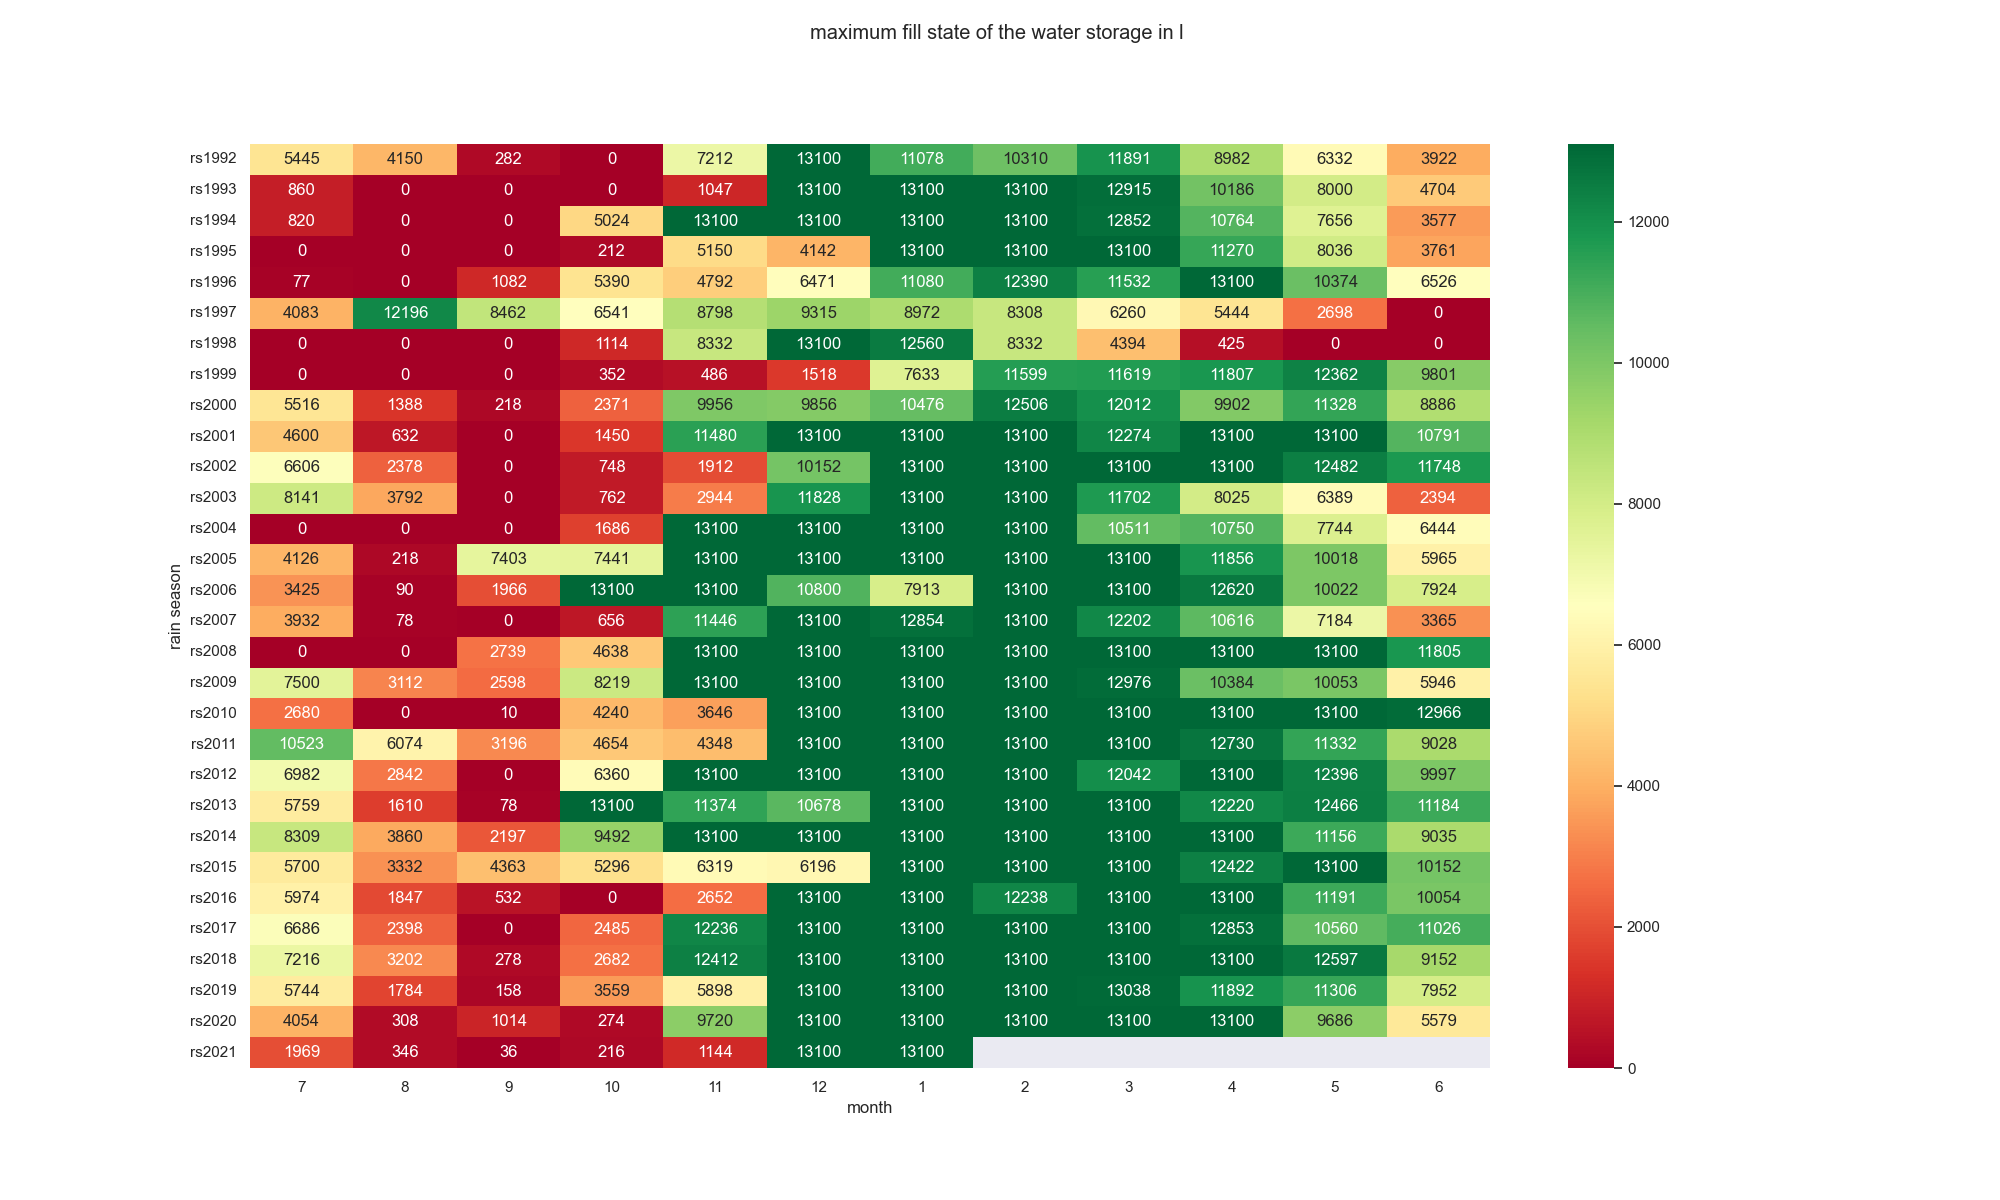 maximum fill state of the water storage in l
rs1992 5445 4150 282 0 7212 13100 11078 10310 11891 8982 6332 3922
rs1993 860 0 0 0 1047 13100 13100 13100 12915 10186 8000 4704
rs1994 820 0 0 5024 13100 13100 13100 13100 12852 10764 7656 3577
12000
rs1995 0 0 0 212 5150 4142 13100 13100 13100 11270 8036 3761
rs1996 77 0 1082 5390 4792 6471 11080 12390 11532 13100 10374 6526
rs1997 4083 12196 8462 6541 8798 9315 8972 8308 6260 5444 2698 0
rs1998 0 0 0 1114 8332 13100 12560 8332 4394 425 0 0
10000
rs1999 0 0 0 352 486 1518 7633 11599 11619 11807 12362 9801
rs2000 5516 1388 218 2371 9956 9856 10476 12506 12012 9902 11328 8886
rs2001 4600 632 0 1450 11480 13100 13100 13100 12274 13100 13100 10791
rs2002 6606 2378 0 748 1912 10152 13100 13100 13100 13100 12482 11748
rs2003 8141 3792 0 762 2944 11828 13100 13100 11702 8025 6389 2394
8000
rs2004 0 0 0 1686 13100 13100 13100 13100 10511 10750 7744 6444
rs2005 4126 218 7403 7441 13100 13100 13100 13100 13100 11856 10018 5965
rs2006 3425 90 1966 13100 13100 10800 7913 13100 13100 12620 10022 7924
rain season
rs2007 3932 78 0 656 11446 13100 12854 13100 12202 10616 7184 3365
6000
rs2008 0 0 2739 4638 13100 13100 13100 13100 13100 13100 13100 11805
rs2009 7500 3112 2598 8219 13100 13100 13100 13100 12976 10384 10053 5946
rs2010 2680 0 10 4240 3646 13100 13100 13100 13100 13100 13100 12966
rs2011 10523 6074 3196 4654 4348 13100 13100 13100 13100 12730 11332 9028
rs2012 6982 2842 0 6360 13100 13100 13100 13100 12042 13100 12396 9997
4000
rs2013 5759 1610 78 13100 11374 10678 13100 13100 13100 12220 12466 11184
rs2014 8309 3860 2197 9492 13100 13100 13100 13100 13100 13100 11156 9035
rs2015 5700 3332 4363 5296 6319 6196 13100 13100 13100 12422 13100 10152
rs2016 5974 1847 532 0 2652 13100 13100 12238 13100 13100 11191 10054
2000
rs2017 6686 2398 0 2485 12236 13100 13100 13100 13100 12853 10560 11026
rs2018 7216 3202 278 2682 12412 13100 13100 13100 13100 13100 12597 9152
rs2019 5744 1784 158 3559 5898 13100 13100 13100 13038 11892 11306 7952
rs2020 4054 308 1014 274 9720 13100 13100 13100 13100 13100 9686 5579
rs2021 1969 346 36 216 1144 13100 13100
0
7 8 9 10 11 12 1 2 3 4 5 6
month